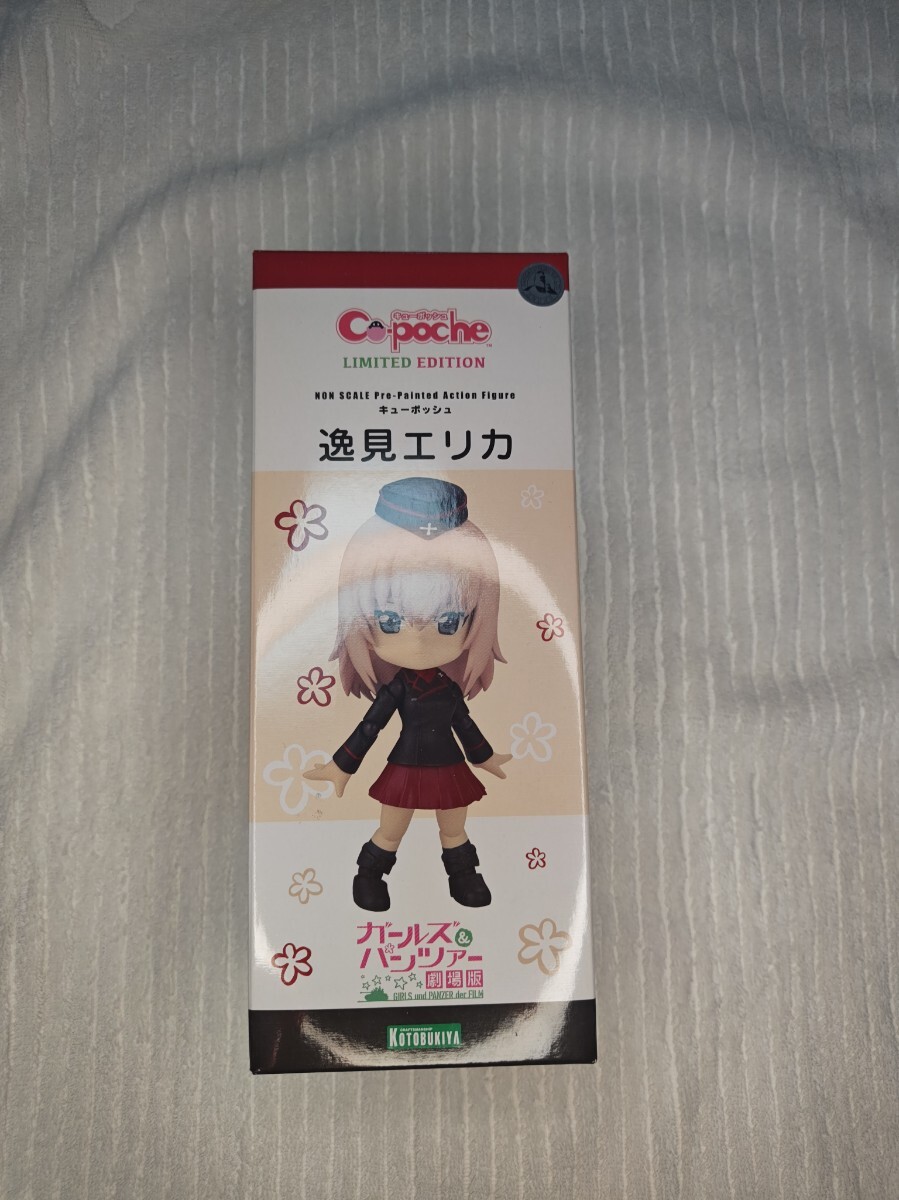 キューポッシュ
Cu-poche™
LIMITED EDITION
NON SCALE Pre-Painted Action Figure
キューポッシュ
逸見エリカ
ガールズ&
パンツァー
劇場版
GIRLS und PANZER der FILM
CRAFTSMANSHIP
KOTOBUKIYA